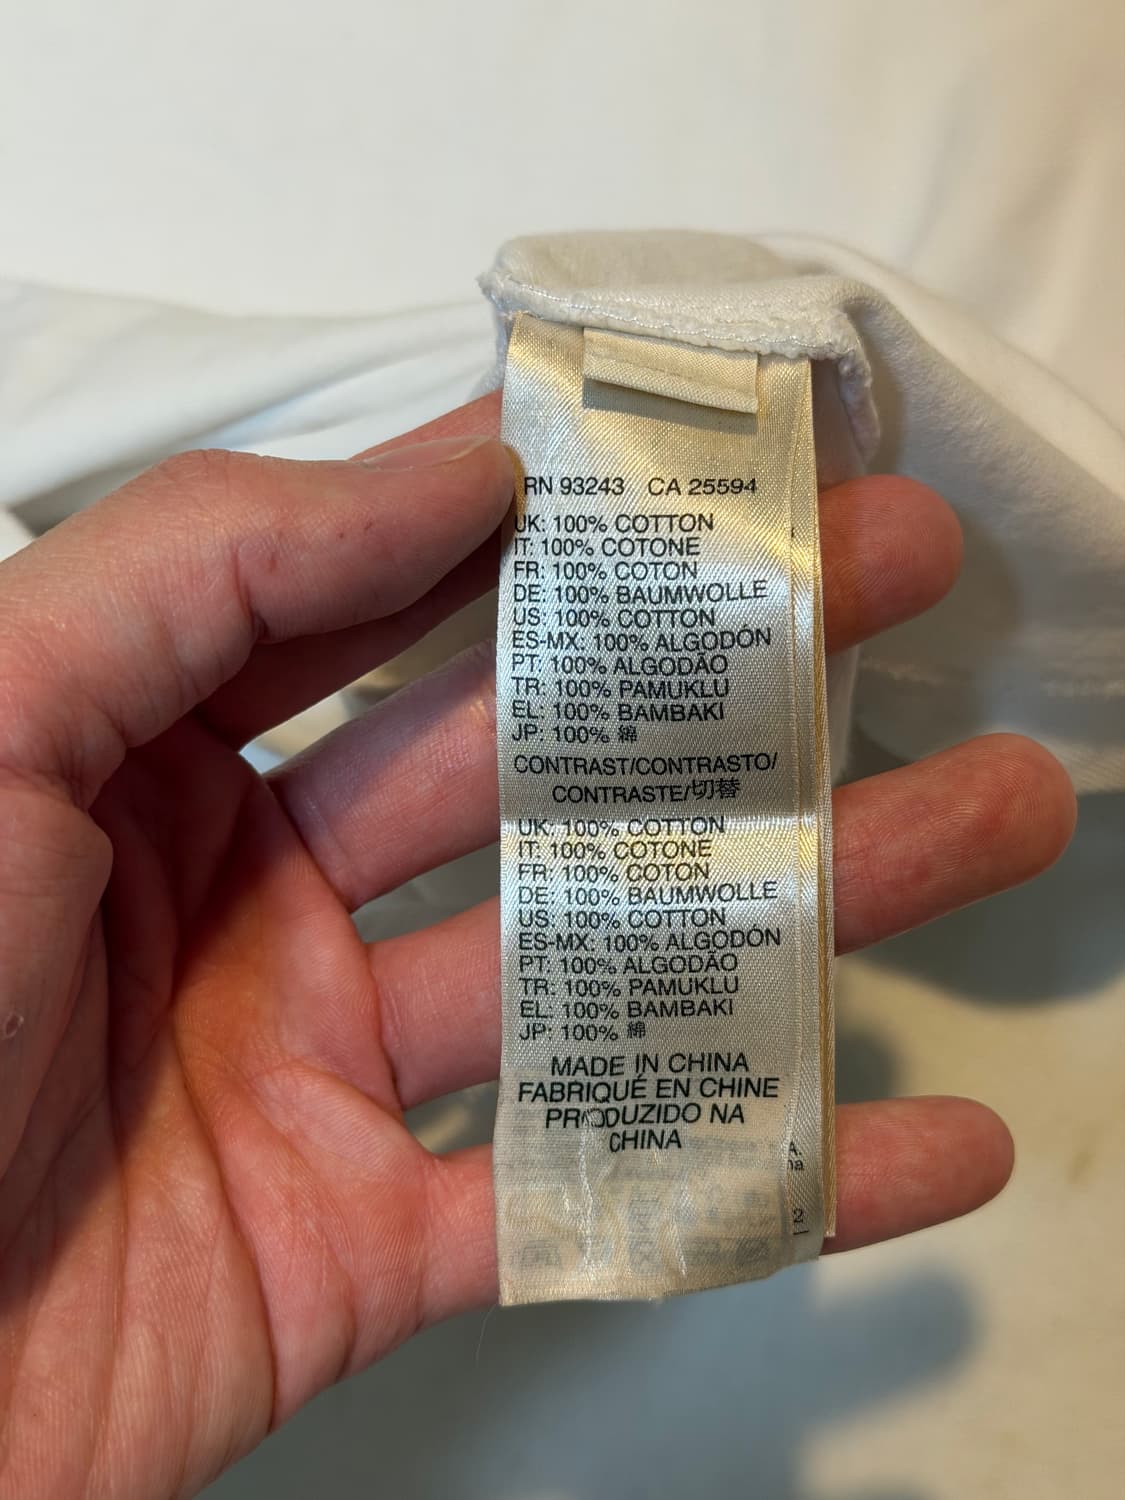 RN 93243 CA 25594
UK: 100% COTTON
IT: 100% COTONE
FR: 100% COTON
DE: 100% BAUMWOLLE
US: 100% COTTON
ES-MX: 100% ALGODÓN
PT: 100% ALGODÃO
TR: 100% PAMUKLU
EL: 100% BAMBAKI
JP: 100% 綿
CONTRAST/CONTRASTO/
CONTRASTE/切替
UK: 100% COTTON
IT: 100% COTONE
FR: 100% COTON
DE: 100% BAUMWOLLE
US: 100% COTTON
ES-MX: 100% ALGODÓN
PT: 100% ALGODÃO
TR: 100% PAMUKLU
EL: 100% BAMBAKI
JP: 100% 綿
MADE IN CHINA
FABRIQUÉ EN CHINE
PRODUZIDO NA
CHINA